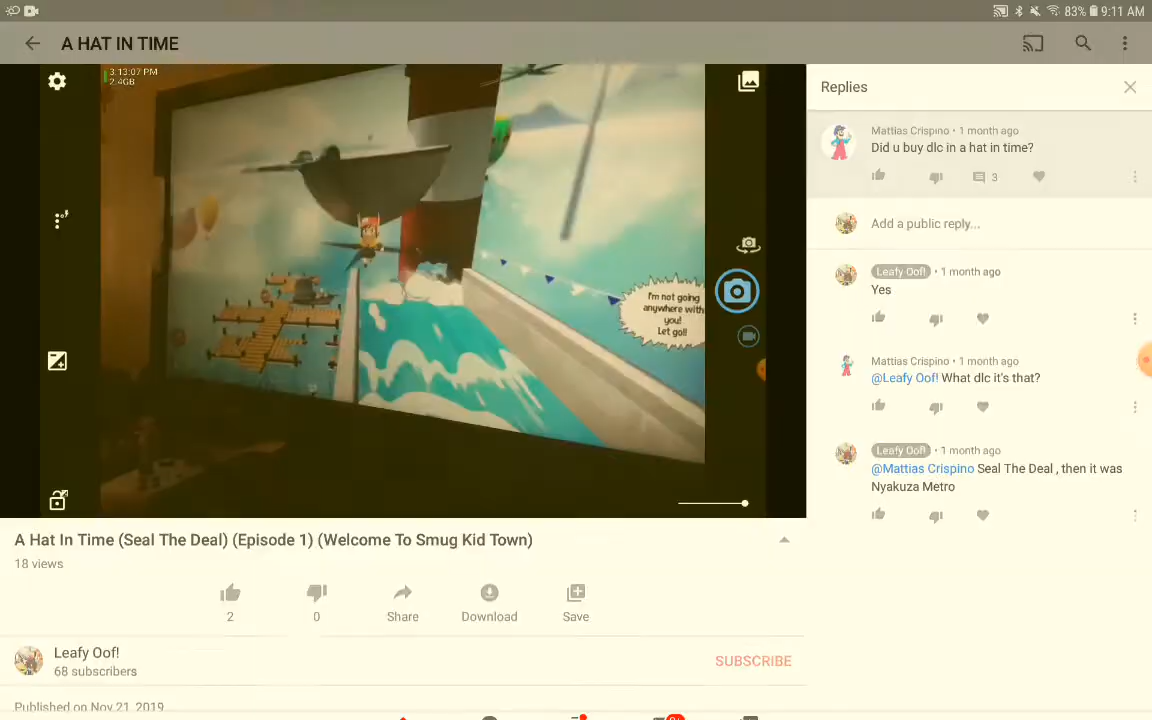 83% 9:11 AM
A HAT IN TIME
3:13:07 PM
2.4GB
I'm not going
anywhere with
you!
Let go!!
Replies
Mattias Crispino • 1 month ago
Did u buy dlc in a hat in time?
3
Add a public reply...
Leafy Oof! • 1 month ago
Yes
Mattias Crispino • 1 month ago
@Leafy Oof! What dlc it's that?
Leafy Oof! • 1 month ago
@Mattias Crispino Seal The Deal , then it was
Nyakuza Metro
A Hat In Time (Seal The Deal) (Episode 1) (Welcome To Smug Kid Town)
18 views
2 0 Share Download Save
Leafy Oof!
68 subscribers
SUBSCRIBE
Published on Nov 21, 2019